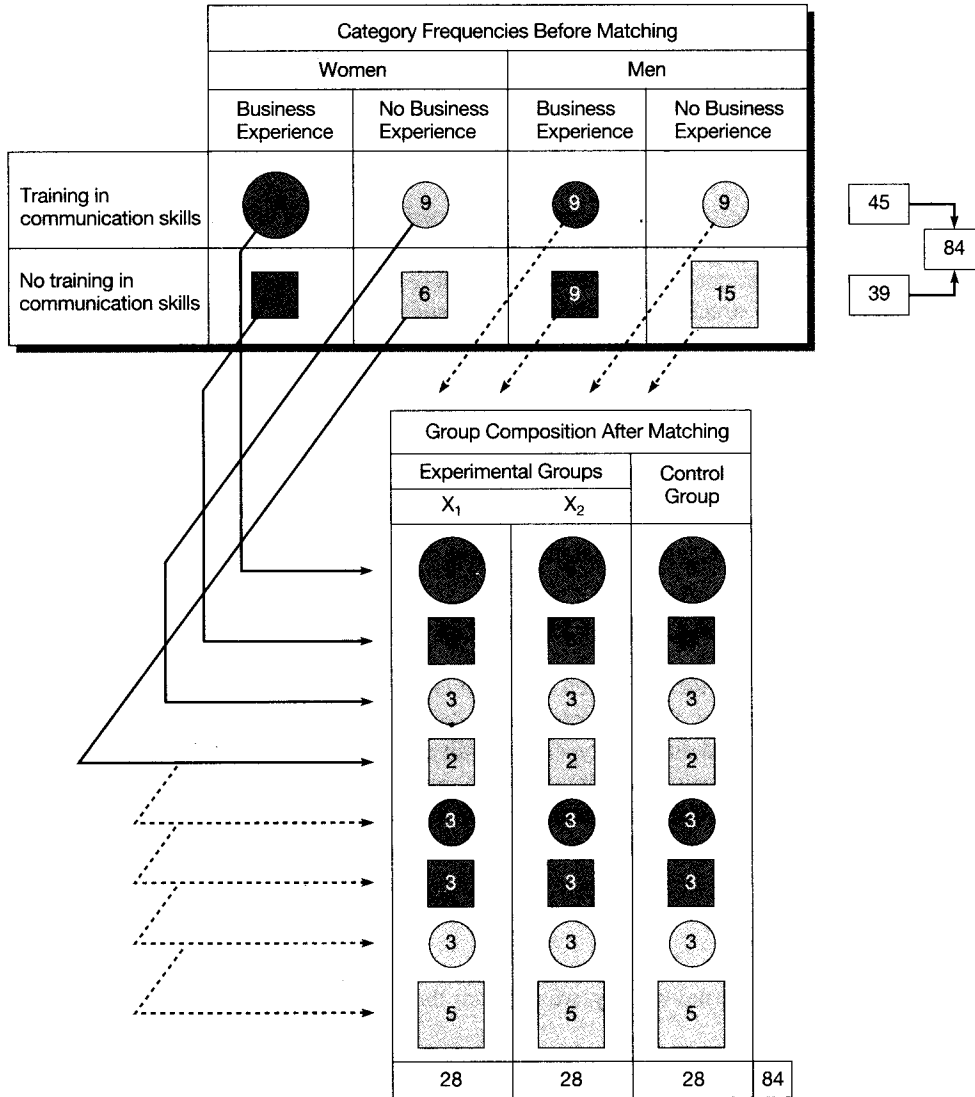 Category Frequencies Before Matching
Women Men
Business Experience No Business Experience Business Experience No Business Experience
Training in communication skills 9 9 9 45
84
No training in communication skills 6 9 15 39
Group Composition After Matching
Experimental Groups Control Group
X₁ X₂
3 3 3
2 2 2
3 3 3
3 3 3
3 3 3
5 5 5
28 28 28 84